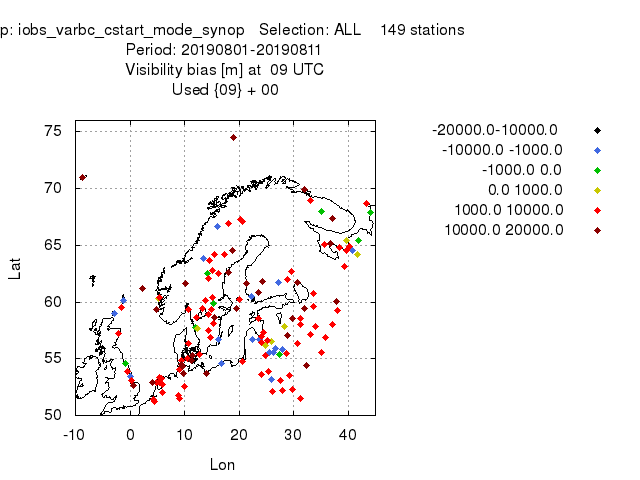 p: iobs_varbc_cstart_mode_synop Selection: ALL 149 stations
Period: 20190801-20190811
Visibility bias [m] at 09 UTC
Used {09} + 00
-20000.0-10000.0
-10000.0 -1000.0
-1000.0 0.0
0.0 1000.0
1000.0 10000.0
10000.0 20000.0
75
70
65
60
55
50
Lat
-10 0 10 20 30 40
Lon